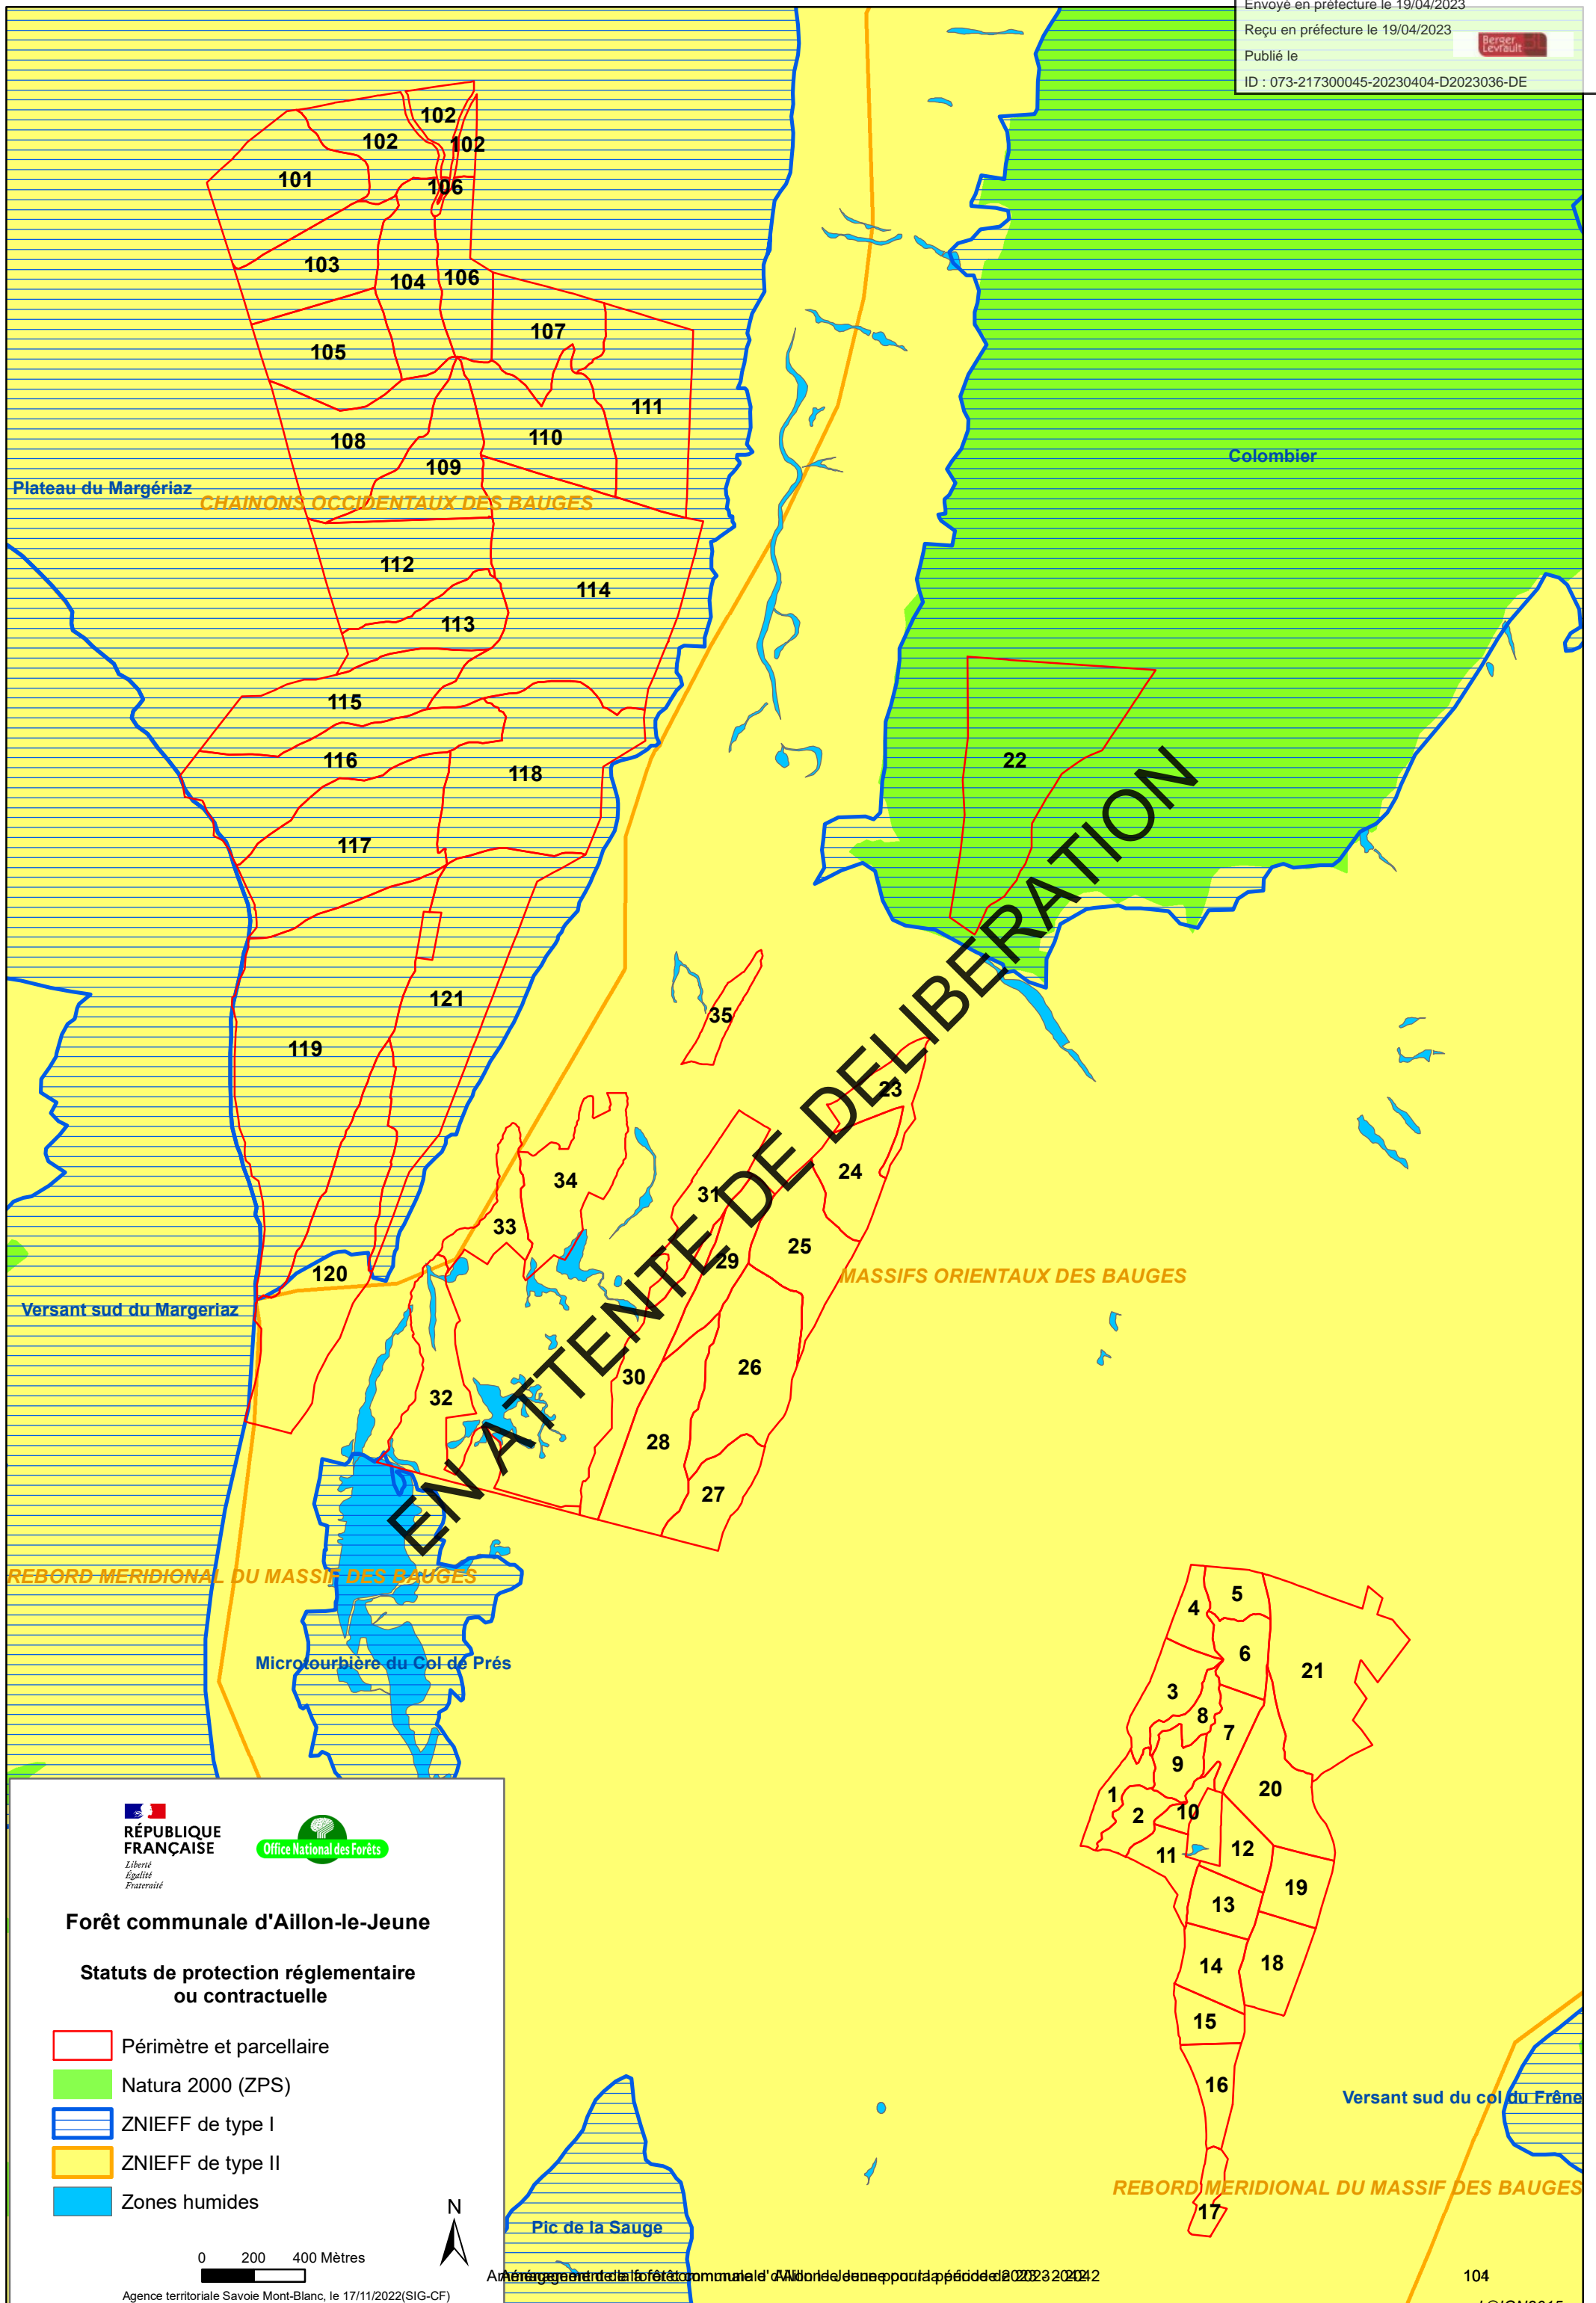 Envoyé en préfecture le 19/04/2023
Reçu en préfecture le 19/04/2023
Berger
Levrault
Publié le
ID : 073-217300045-20230404-D2023036-DE
102
102
102
101
106
103
104
106
107
105
111
108
110
109
Colombier
Plateau du Margériaz
CHAINONS OCCIDENTAUX DES BAUGES
112
114
113
115
116
118
22
117
121
35
119
23
24
34
31
33
25
29
120
MASSIFS ORIENTAUX DES BAUGES
Versant sud du Margeriaz
26
30
32
28
27
EN ATTENTE DE DELIBERATION
REBORD MERIDIONAL DU MASSIF DES BAUGES
Microtourbière du Col de Prés
5
4
6
21
3
8
7
9
20
1
10
2
12
11
19
13
18
14
15
16
Versant sud du col du Frêne
REBORD MERIDIONAL DU MASSIF DES BAUGES
17
Pic de la Sauge
RÉPUBLIQUE
FRANÇAISE
Liberté
Égalité
Fraternité
Office National des Forêts
Forêt communale d'Aillon-le-Jeune
Statuts de protection réglementaire
ou contractuelle
Périmètre et parcellaire
Natura 2000 (ZPS)
ZNIEFF de type I
ZNIEFF de type II
Zones humides
N
0 200 400 Mètres
Agence territoriale Savoie Mont-Blanc, le 17/11/2022(SIG-CF)
104